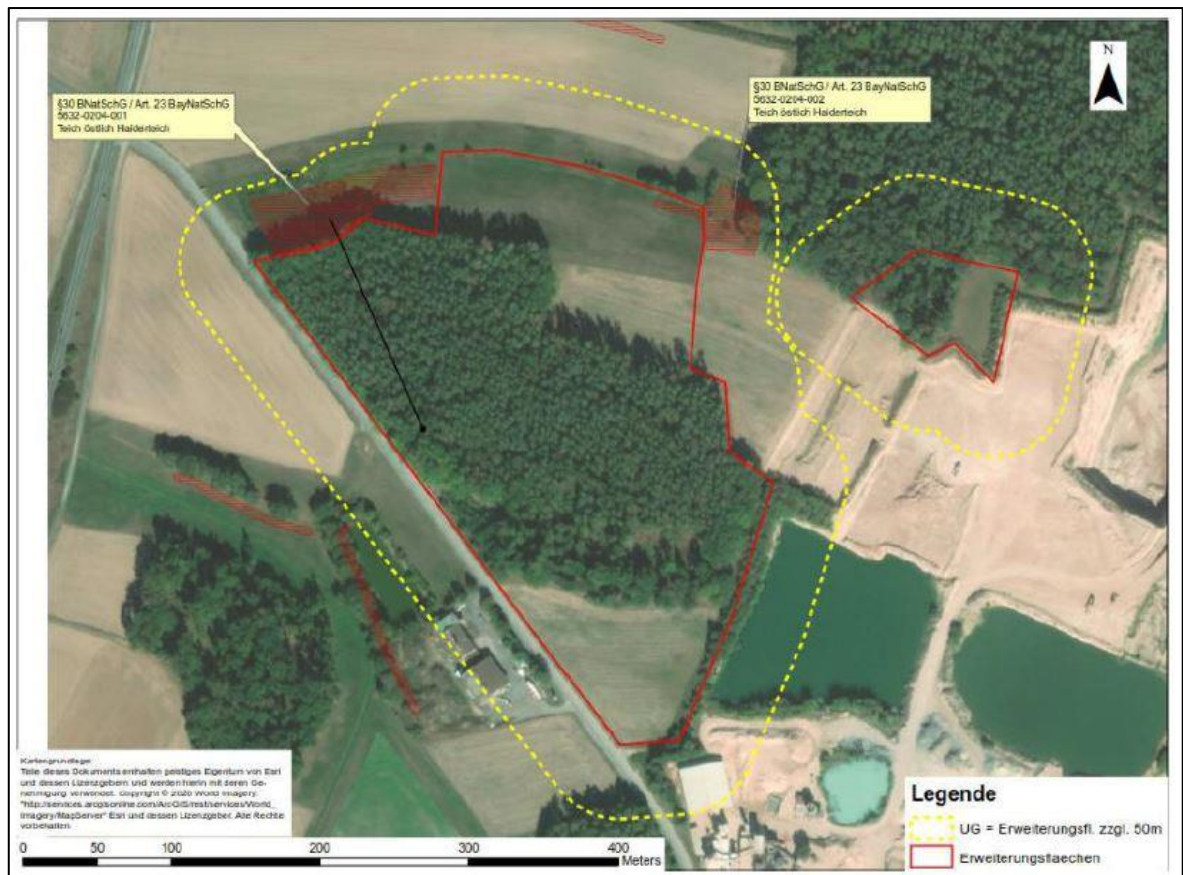 §30 BNatSchG / Art. 23 BayNatSchG
5632-0204-001
Teich östlich Haiderteich
§30 BNatSchG / Art. 23 BayNatSchG
5632-0204-002
Teich östlich Haiderteich
N
Kartengrundlage:
Teile dieses Dokuments enthalten geistiges Eigentum von Esri
und dessen Lizenzgebern und werden hierin mit deren Ge-
nehmigung verwendet. Copyright © 2020 World Imagery.
"http://services.arcgisonline.com/ArcGIS/rest/services/World_
Imagery/MapServer" Esri und dessen Lizenzgeber. Alle Rechte
vorbehalten
0 50 100 200 300 400
Meters
Legende
UG = Erweiterungsfl. zzgl. 50m
Erweiterungsflaechen